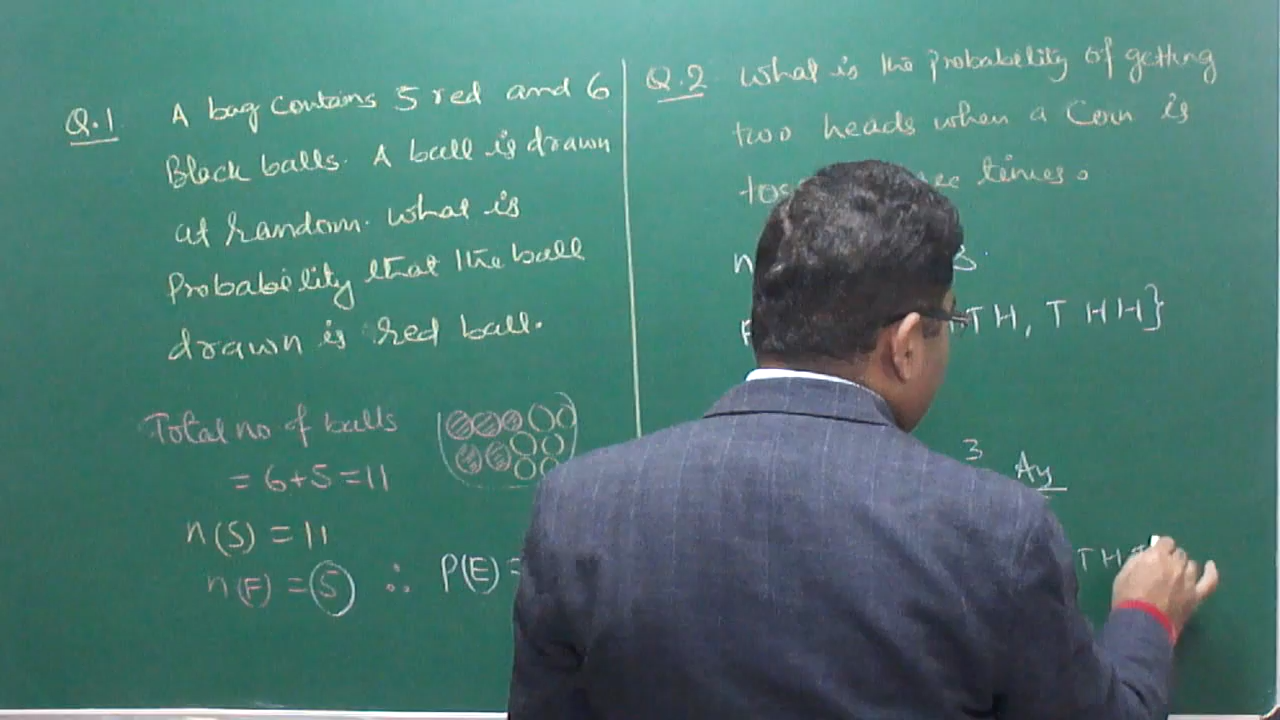 Q.1 A bag contains 5 red and 6
Black balls. A ball is drawn
at random. what is
Probability that the ball
drawn is red ball.
Total no of balls
= 6+5 = 11
n(S) = 11
n(E) = 5 ∴ P(E) =
Q.2 What is the probability of getting
two heads when a Coin is
times.
TH, THH}
3 Ay
TH